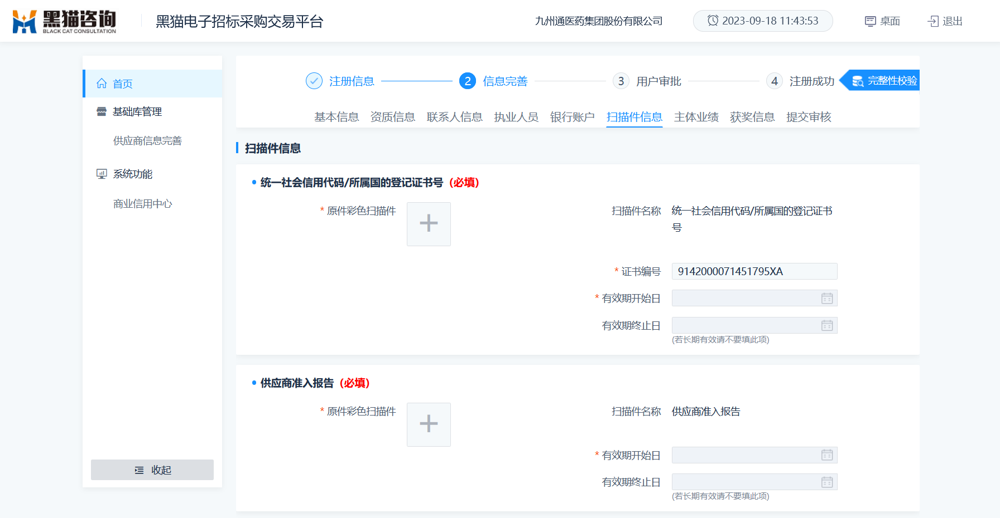 黑猫咨询
BLACK CAT CONSULTATION
黑猫电子招标采购交易平台
九州通医药集团股份有限公司
2023-09-18 11:43:53
桌面
退出
首页
基础库管理
供应商信息完善
系统功能
商业信用中心
收起
注册信息
2 信息完善
3 用户审批
4 注册成功
完整性校验
基本信息 资质信息 联系人信息 执业人员 银行账户 扫描件信息 主体业绩 获奖信息 提交审核
扫描件信息
统一社会信用代码/所属国的登记证书号 (必填)
* 原件彩色扫描件
扫描件名称 统一社会信用代码/所属国的登记证书
号
* 证书编号 9142000071451795XA
* 有效期开始日
有效期终止日
(若长期有效请不要填此项)
供应商准入报告 (必填)
* 原件彩色扫描件
扫描件名称 供应商准入报告
* 有效期开始日
有效期终止日
(若长期有效请不要填此项)